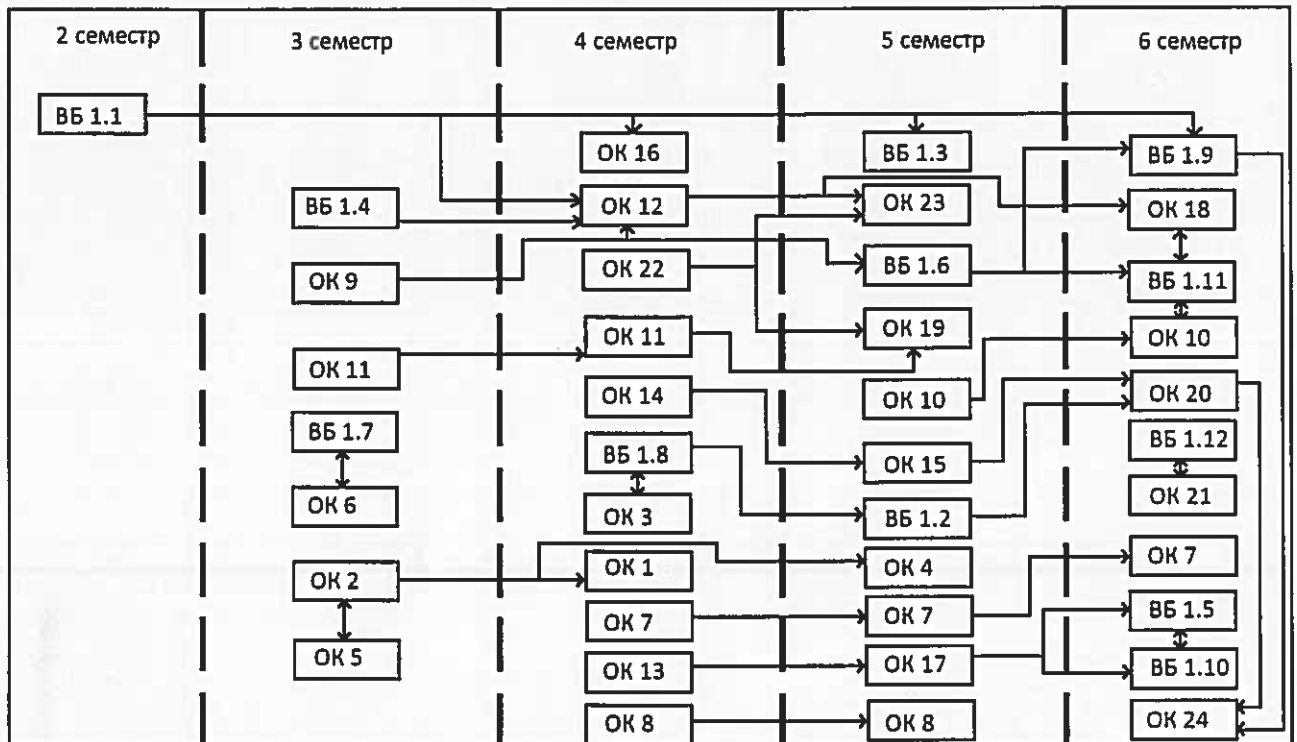 2 семестр
3 семестр
4 семестр
5 семестр
6 семестр
ВБ 1.1
ВБ 1.4
ОК 9
ОК 11
ВБ 1.7
ОК 6
ОК 2
ОК 5
ОК 16
ОК 12
ОК 22
ОК 11
ОК 14
ВБ 1.8
ОК 3
ОК 1
ОК 7
ОК 13
ОК 8
ВБ 1.3
ОК 23
ВБ 1.6
ОК 19
ОК 10
ОК 15
ВБ 1.2
ОК 4
ОК 7
ОК 17
ОК 8
ВБ 1.9
ОК 18
ВБ 1.11
ОК 10
ОК 20
ВБ 1.12
ОК 21
ОК 7
ВБ 1.5
ВБ 1.10
ОК 24